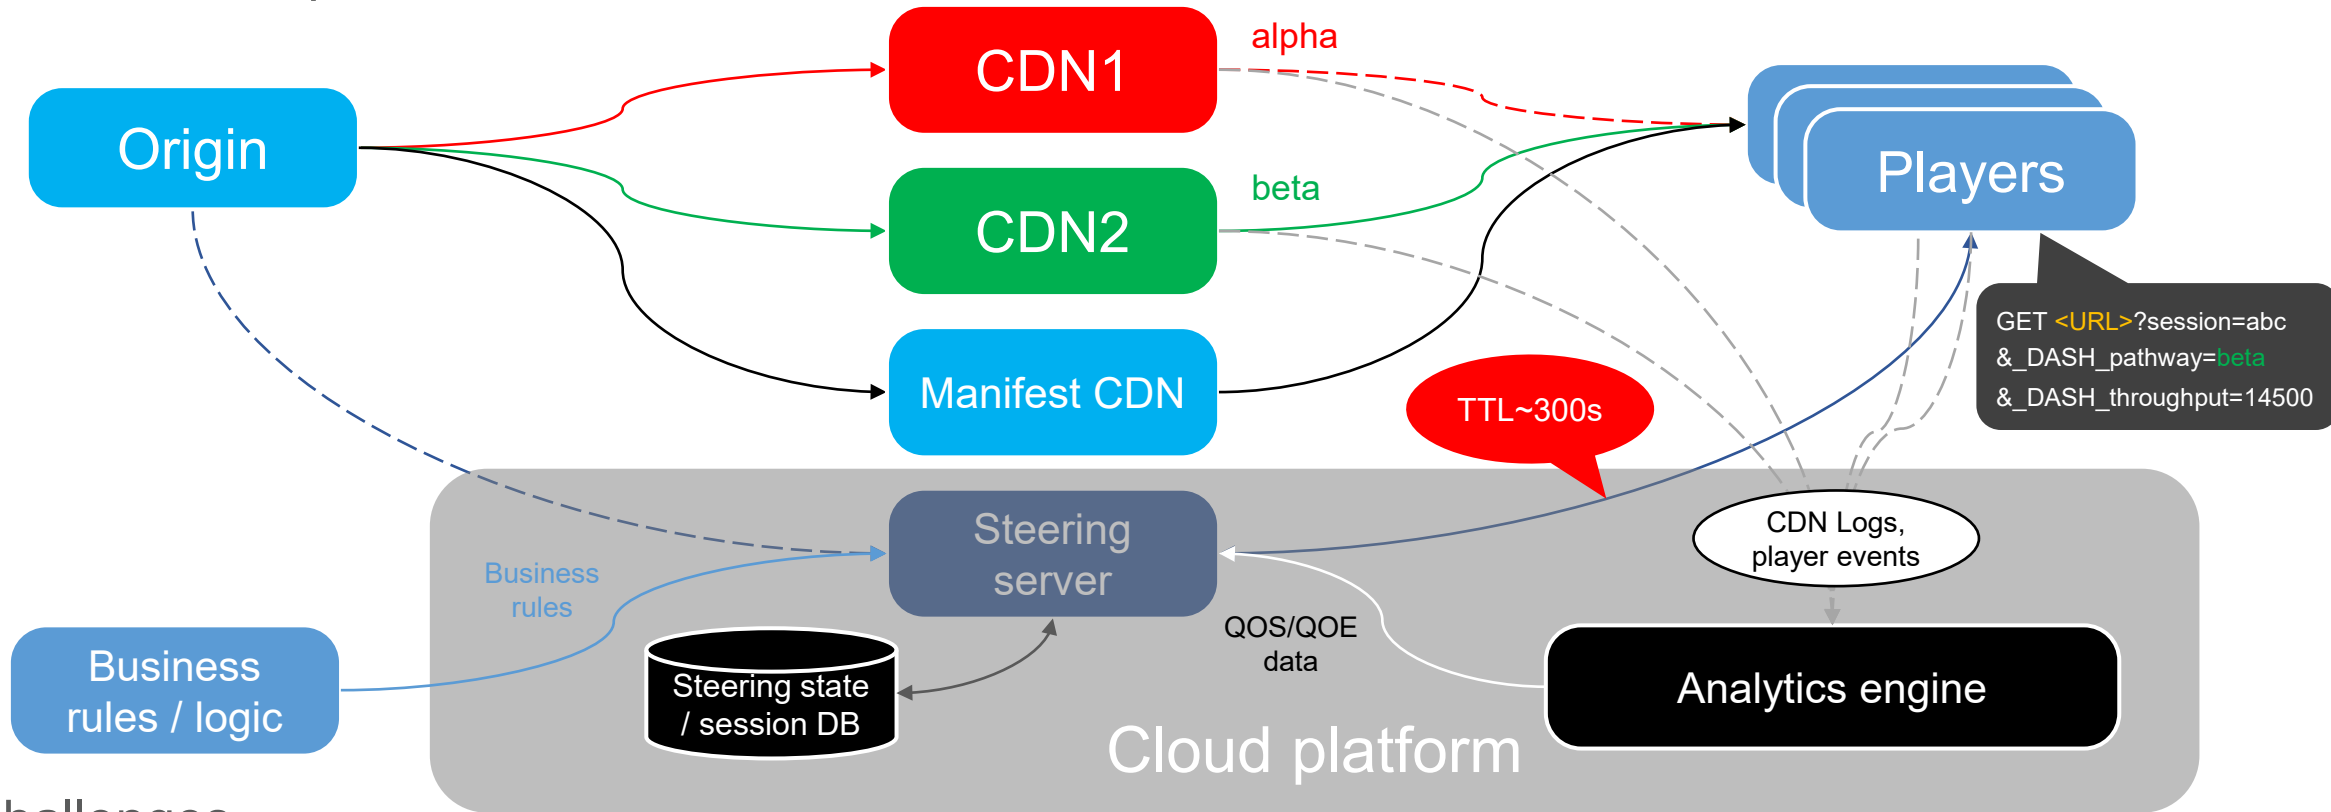 CDN1
alpha
Origin
Players
CDN2
beta
GET <URL>?session=abc
&_DASH_pathway=beta
&_DASH_throughput=14500
Manifest CDN
TTL~300s
Steering
server
CDN Logs,
player events
Business
rules
QOS/QOE
data
Business
rules / logic
Steering state
/ session DB
Analytics engine
Cloud platform